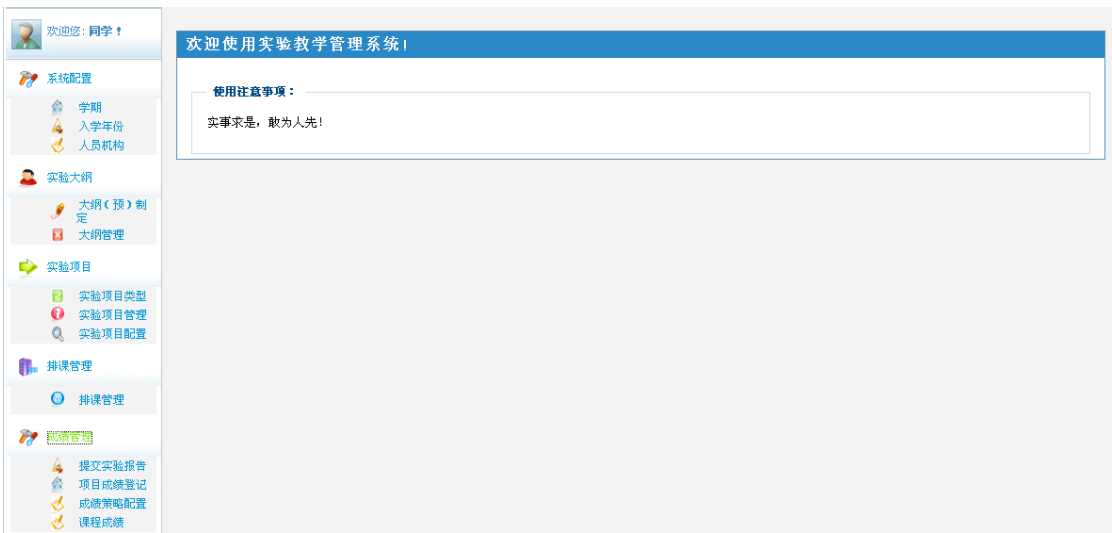 欢迎您: 同学！
系统配置
学期
入学年份
人员机构
实验大纲
大纲（预）制
定
大纲管理
实验项目
实验项目类型
实验项目管理
实验项目配置
排课管理
排课管理
成绩管理
提交实验报告
项目成绩登记
成绩策略配置
课程成绩
欢迎使用实验教学管理系统!
使用注意事项：
实事求是，敢为人先!